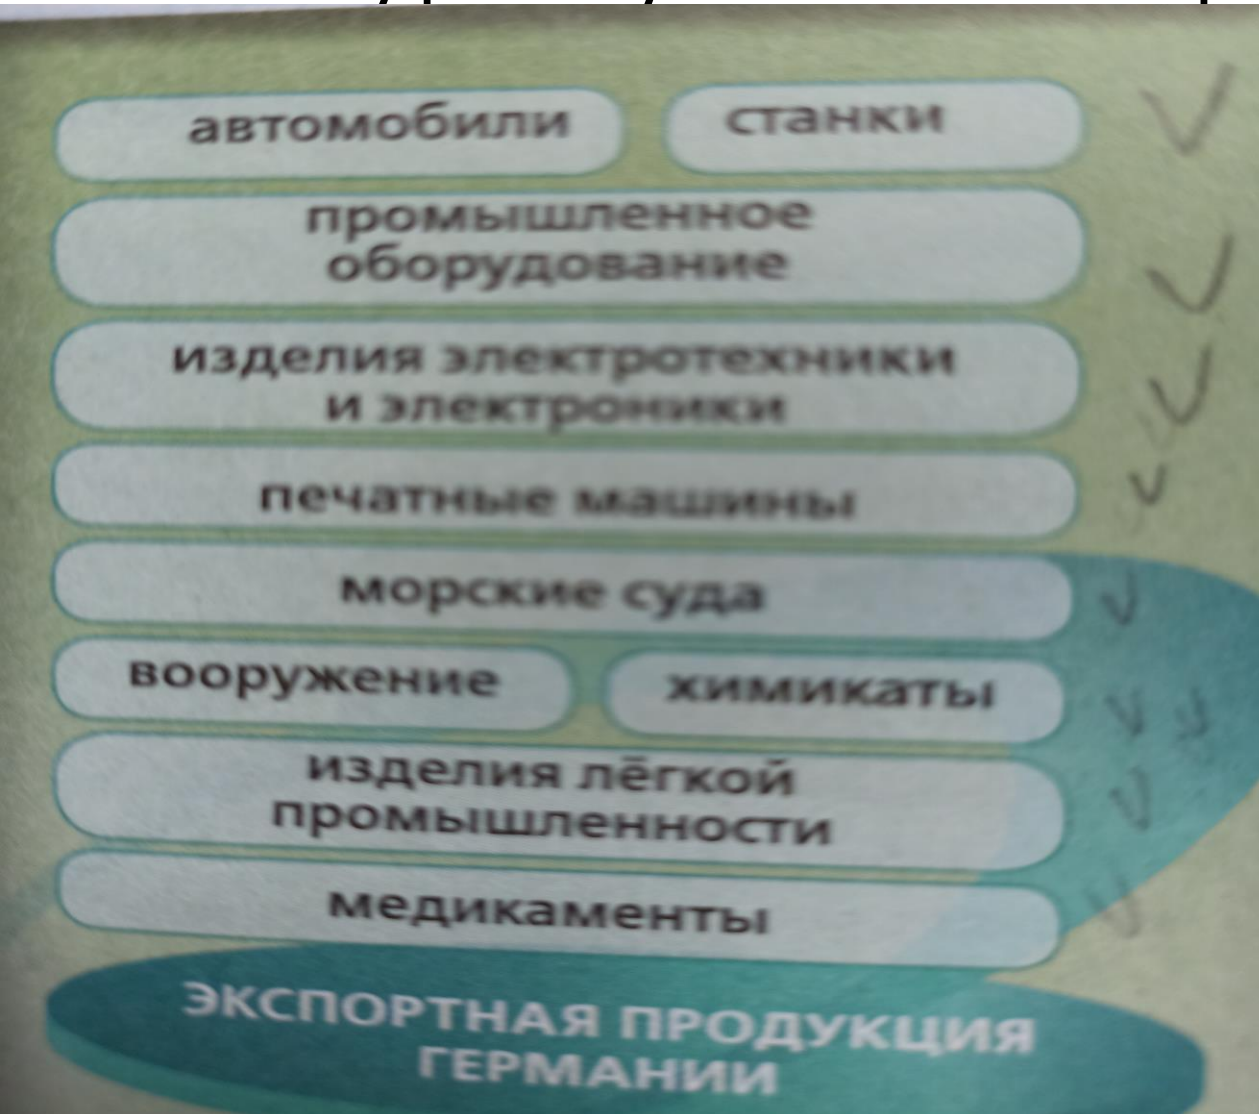 автомобили станки
промышленное
оборудование
изделия электротехники
и электроники
печатные машины
морские суда
вооружение химикаты
изделия лёгкой
промышленности
медикаменты
ЭКСПОРТНАЯ ПРОДУКЦИЯ
ГЕРМАНИИ